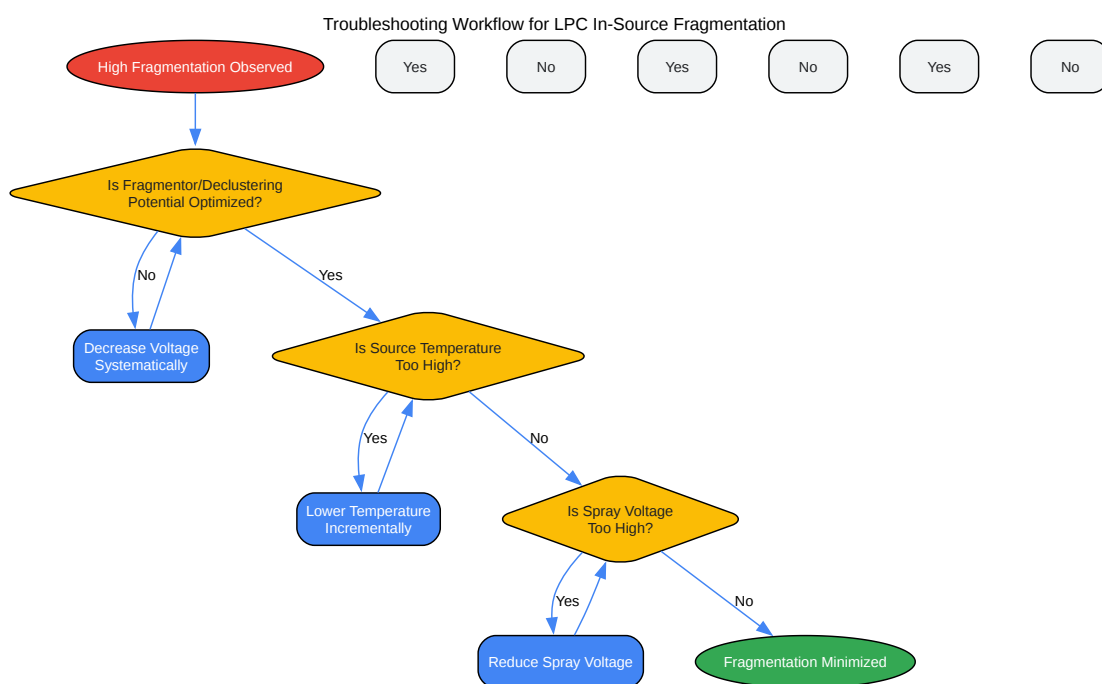 Troubleshooting Workflow for LPC In-Source Fragmentation
High Fragmentation Observed
Yes
No
Yes
No
Yes
No
Is Fragmentor/Declustering
Potential Optimized?
No
Yes
Decrease Voltage
Systematically
Is Source Temperature
Too High?
Yes
No
Lower Temperature
Incrementally
Is Spray Voltage
Too High?
Yes
No
Reduce Spray Voltage
Fragmentation Minimized